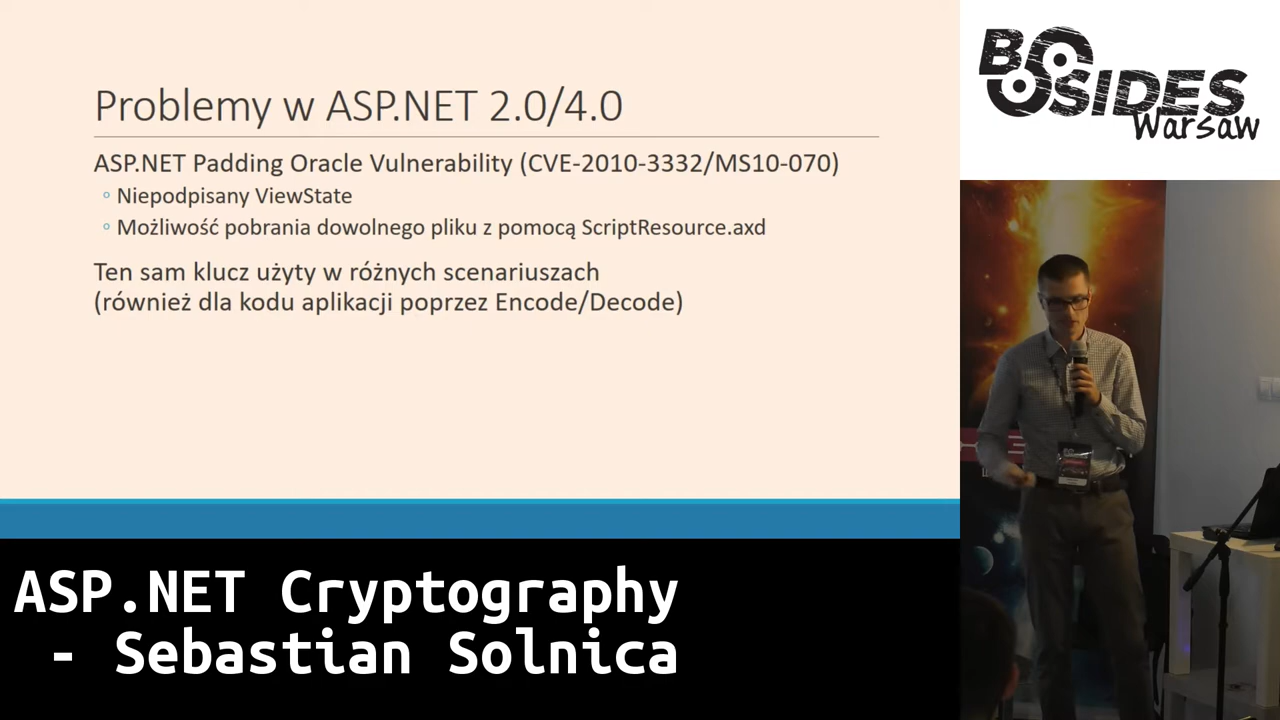 Problemy w ASP.NET 2.0/4.0
ASP.NET Padding Oracle Vulnerability (CVE-2010-3332/MS10-070)
◦ Niepodpisany ViewState
◦ Możliwość pobrania dowolnego pliku z pomocą ScriptResource.axd
Ten sam klucz użyty w różnych scenariuszach
(również dla kodu aplikacji poprzez Encode/Decode)
BSIDES
Warsaw
ASP.NET Cryptography
- Sebastian Solnica